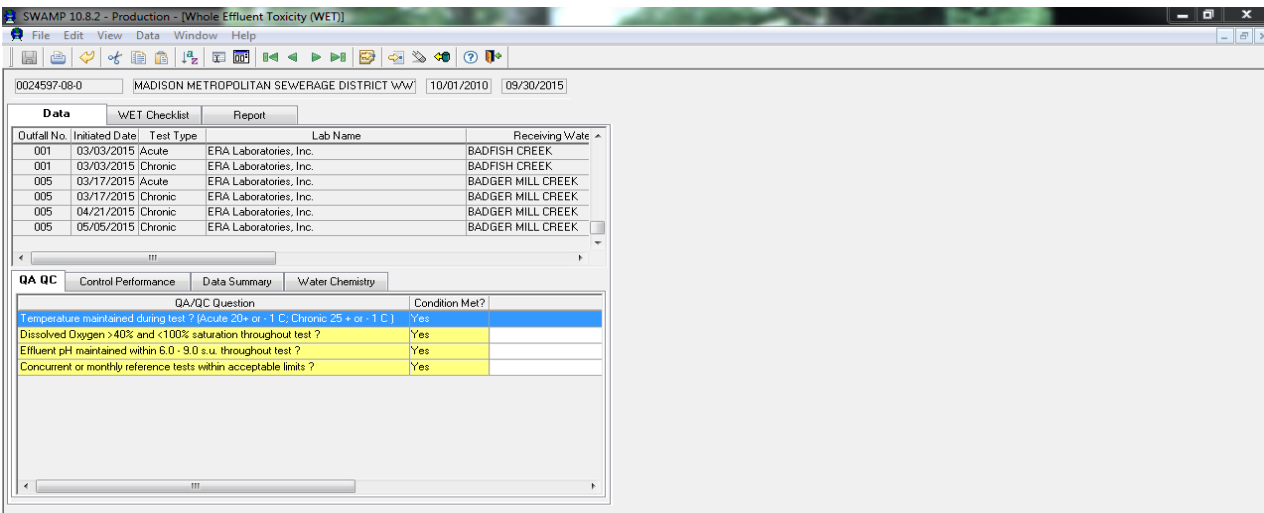 SWAMP 10.8.2 - Production - [Whole Effluent Toxicity (WET)]
File Edit View Data Window Help
0024597-08-0 MADISON METROPOLITAN SEWERAGE DISTRICT WW 10/01/2010 09/30/2015
Data WET Checklist Report
Outfall No. Initiated Date Test Type Lab Name Receiving Wate
001 03/03/2015 Acute ERA Laboratories, Inc. BADFISH CREEK
001 03/03/2015 Chronic ERA Laboratories, Inc. BADFISH CREEK
005 03/17/2015 Acute ERA Laboratories, Inc. BADGER MILL CREEK
005 03/17/2015 Chronic ERA Laboratories, Inc. BADGER MILL CREEK
005 04/21/2015 Chronic ERA Laboratories, Inc. BADGER MILL CREEK
005 05/05/2015 Chronic ERA Laboratories, Inc. BADGER MILL CREEK
QA QC Control Performance Data Summary Water Chemistry
QA/QC Question Condition Met?
Temperature maintained during test ? (Acute 20+ or - 1 C; Chronic 25 + or - 1 C ) Yes
Dissolved Oxygen >40% and <100% saturation throughout test ? Yes
Effluent pH maintained within 6.0 - 9.0 s.u. throughout test ? Yes
Concurrent or monthly reference tests within acceptable limits ? Yes